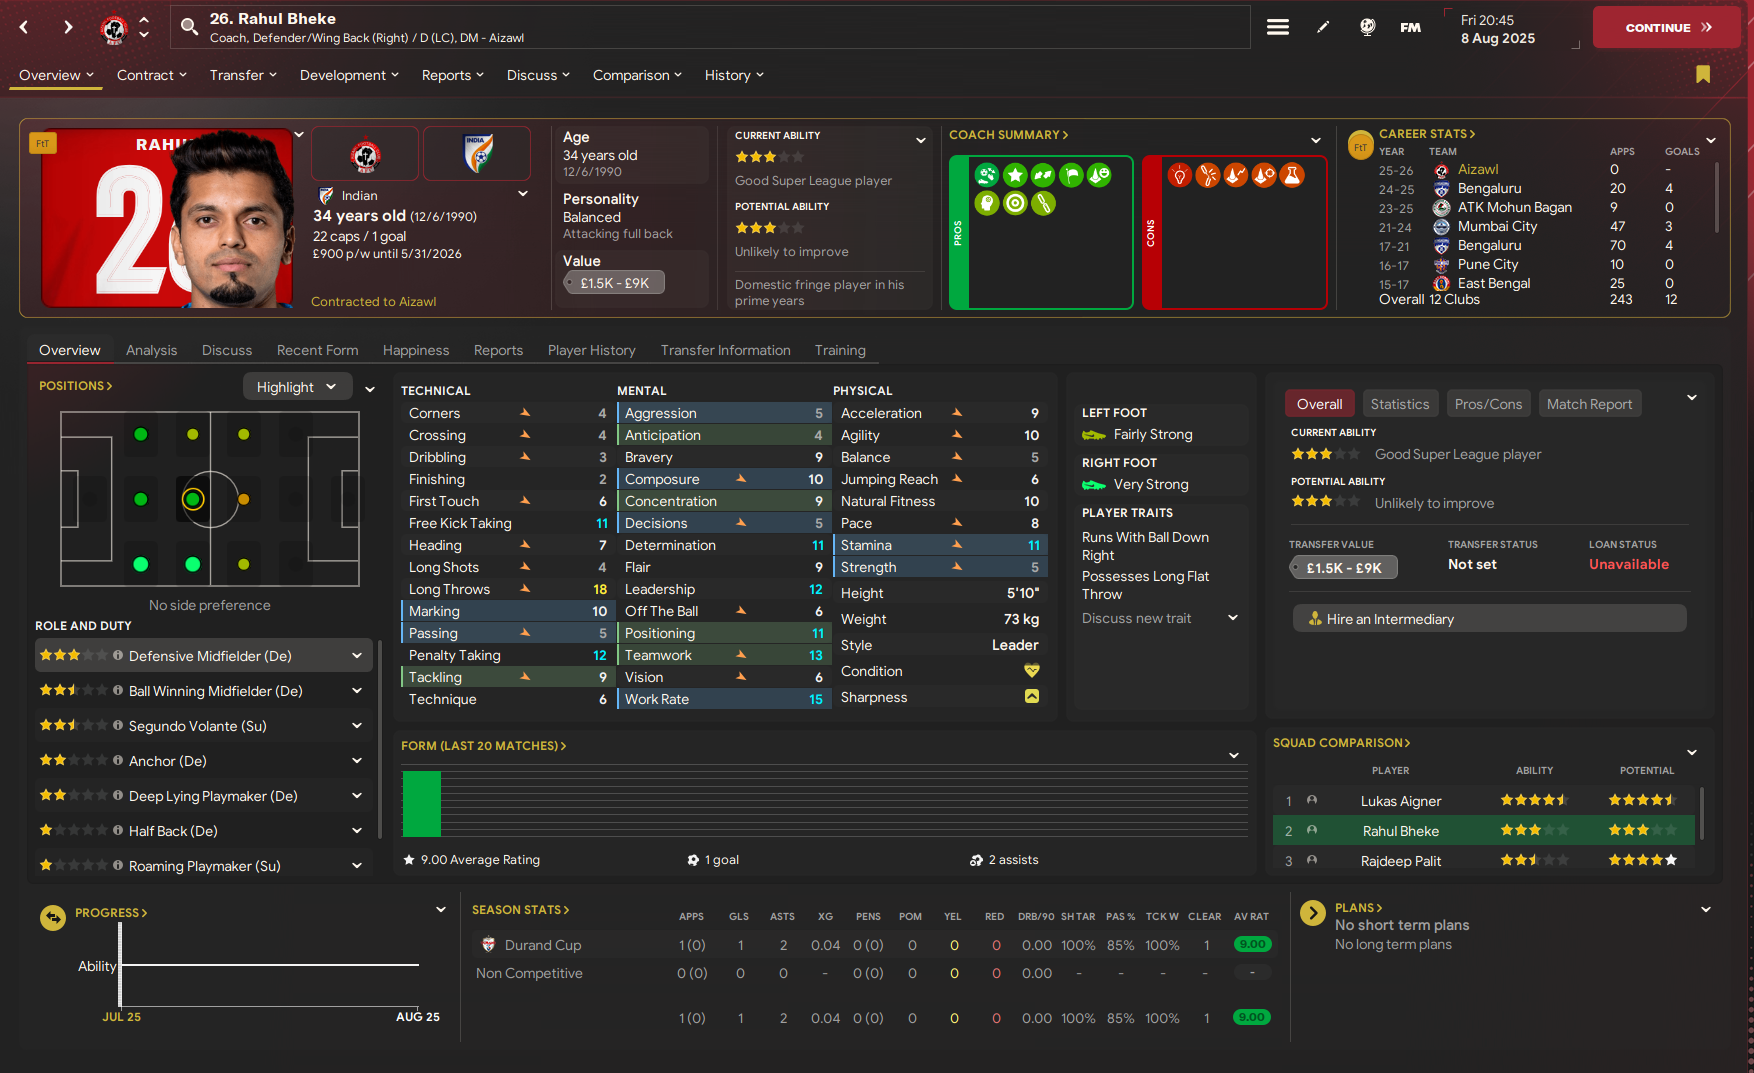 26. Rahul Bheke
Coach, Defender/Wing Back (Right) / D (LC), DM - Aizawl
FM
Fri 20:45
8 Aug 2025
CONTINUE
Overview
Contract
Transfer
Development
Reports
Discuss
Comparison
History
FtT
RAHU
26
INDIA
Indian
34 years old (12/6/1990)
22 caps / 1 goal
£900 p/w until 5/31/2026
Contracted to Aizawl
Age
34 years old
12/6/1990
Personality
Balanced
Attacking full back
Value
£1.5K - £9K
CURRENT ABILITY
Good Super League player
POTENTIAL ABILITY
Unlikely to improve
Domestic fringe player in his
prime years
COACH SUMMARY >
PROS
CONS
FtT
CAREER STATS >
YEAR TEAM APPS GOALS
25-26 Aizawl 0 -
24-25 Bengaluru 20 4
23-25 ATK Mohun Bagan 9 0
21-24 Mumbai City 47 3
17-21 Bengaluru 70 4
16-17 Pune City 10 0
15-17 East Bengal 25 0
Overall 12 Clubs 243 12
Overview
Analysis
Discuss
Recent Form
Happiness
Reports
Player History
Transfer Information
Training
POSITIONS >
Highlight
No side preference
ROLE AND DUTY
Defensive Midfielder (De)
Ball Winning Midfielder (De)
Segundo Volante (Su)
Anchor (De)
Deep Lying Playmaker (De)
Half Back (De)
Roaming Playmaker (Su)
TECHNICAL
Corners 4
Crossing 4
Dribbling 3
Finishing 2
First Touch 6
Free Kick Taking 11
Heading 7
Long Shots 4
Long Throws 18
Marking 10
Passing 5
Penalty Taking 12
Tackling 9
Technique 6
MENTAL
Aggression 5
Anticipation 4
Bravery 9
Composure 10
Concentration 9
Decisions 5
Determination 11
Flair 9
Leadership 12
Off The Ball 6
Positioning 11
Teamwork 13
Vision 6
Work Rate 15
PHYSICAL
Acceleration 9
Agility 10
Balance 5
Jumping Reach 6
Natural Fitness 10
Pace 8
Stamina 11
Strength 5
Height 5'10"
Weight 73 kg
Style Leader
Condition
Sharpness
LEFT FOOT
Fairly Strong
RIGHT FOOT
Very Strong
PLAYER TRAITS
Runs With Ball Down
Right
Possesses Long Flat
Throw
Discuss new trait
Overall
Statistics
Pros/Cons
Match Report
CURRENT ABILITY
Good Super League player
POTENTIAL ABILITY
Unlikely to improve
TRANSFER VALUE
£1.5K - £9K
TRANSFER STATUS
Not set
LOAN STATUS
Unavailable
Hire an Intermediary
FORM (LAST 20 MATCHES) >
9.00 Average Rating
1 goal
2 assists
SQUAD COMPARISON >
PLAYER ABILITY POTENTIAL
1 Lukas Aigner
2 Rahul Bheke
3 Rajdeep Palit
PROGRESS >
Ability
JUL 25
AUG 25
SEASON STATS >
APPS GLS ASTS XG PENS POM YEL RED DRB/90 SH TAR PAS % TCK W CLEAR AV RAT
Durand Cup 1 (0) 1 2 0.04 0 (0) 0 0 0 0.00 100% 85% 100% 1 9.00
Non Competitive 0 (0) 0 0 - 0 (0) 0 0 0 0.00 - - - - -
1 (0) 1 2 0.04 0 (0) 0 0 0 0.00 100% 85% 100% 1 9.00
PLANS >
No short term plans
No long term plans